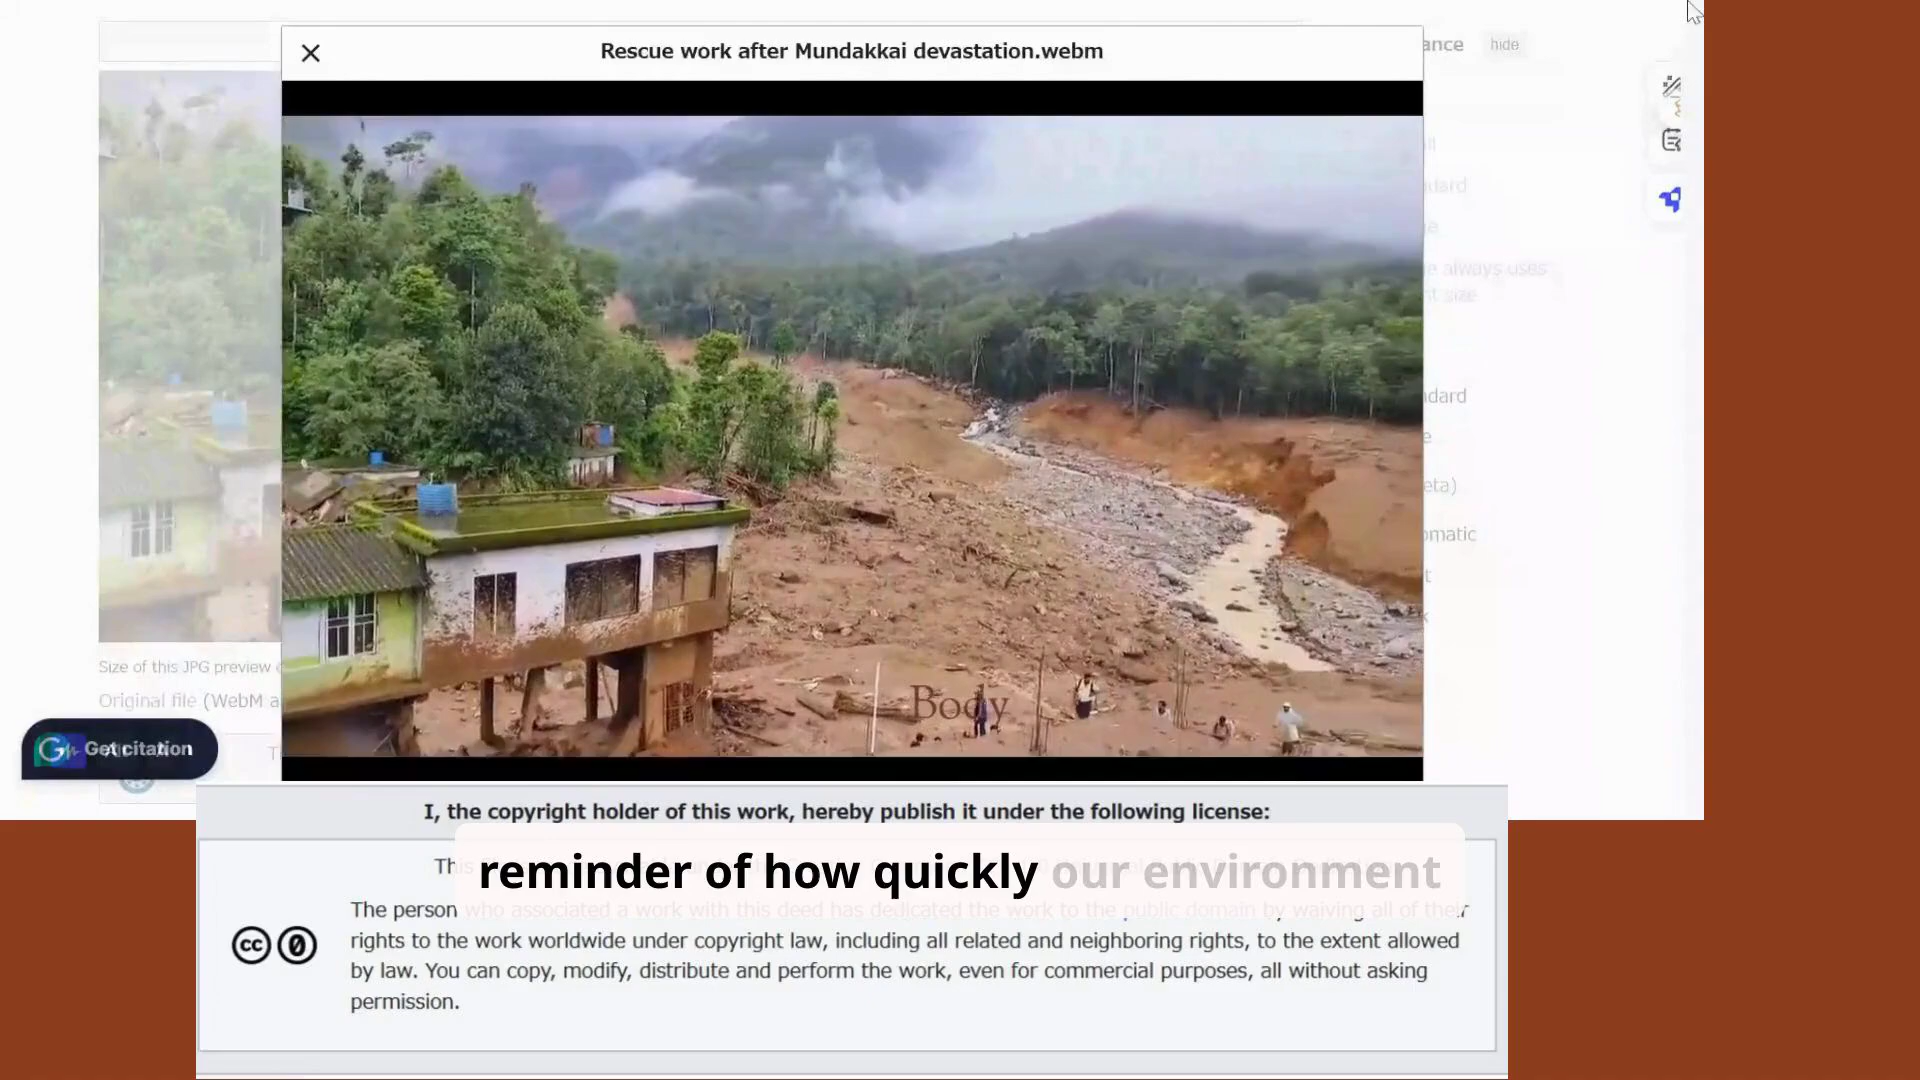 Rescue work after Mundakkai devastation.webm
ance hide
dard
e always uses
t size
dard
eta)
omatic
Body
Size of this JPG preview
Original file (WebM a
Get citation
I, the copyright holder of this work, hereby publish it under the following license:
reminder of how quickly our environment
The person who associated a work with this deed has dedicated the work to the public domain by waiving all of their
rights to the work worldwide under copyright law, including all related and neighboring rights, to the extent allowed
by law. You can copy, modify, distribute and perform the work, even for commercial purposes, all without asking
permission.